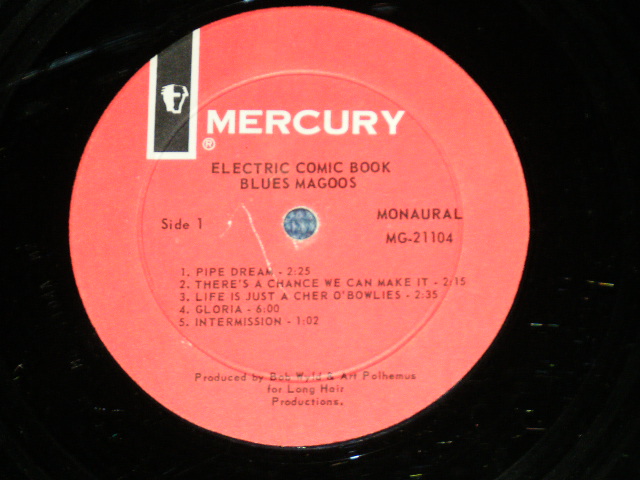 MERCURY
®
ELECTRIC COMIC BOOK
BLUES MAGOOS
Side 1
MONAURAL
MG-21104
1. PIPE DREAM - 2:25
2. THERE'S A CHANCE WE CAN MAKE IT - 2:15
3. LIFE IS JUST A CHER O'BOWLIES - 2:35
4. GLORIA - 6:00
5. INTERMISSION - 1:02
Produced by Bob Wyld & Art Polhemus
for Long Hair
Productions.